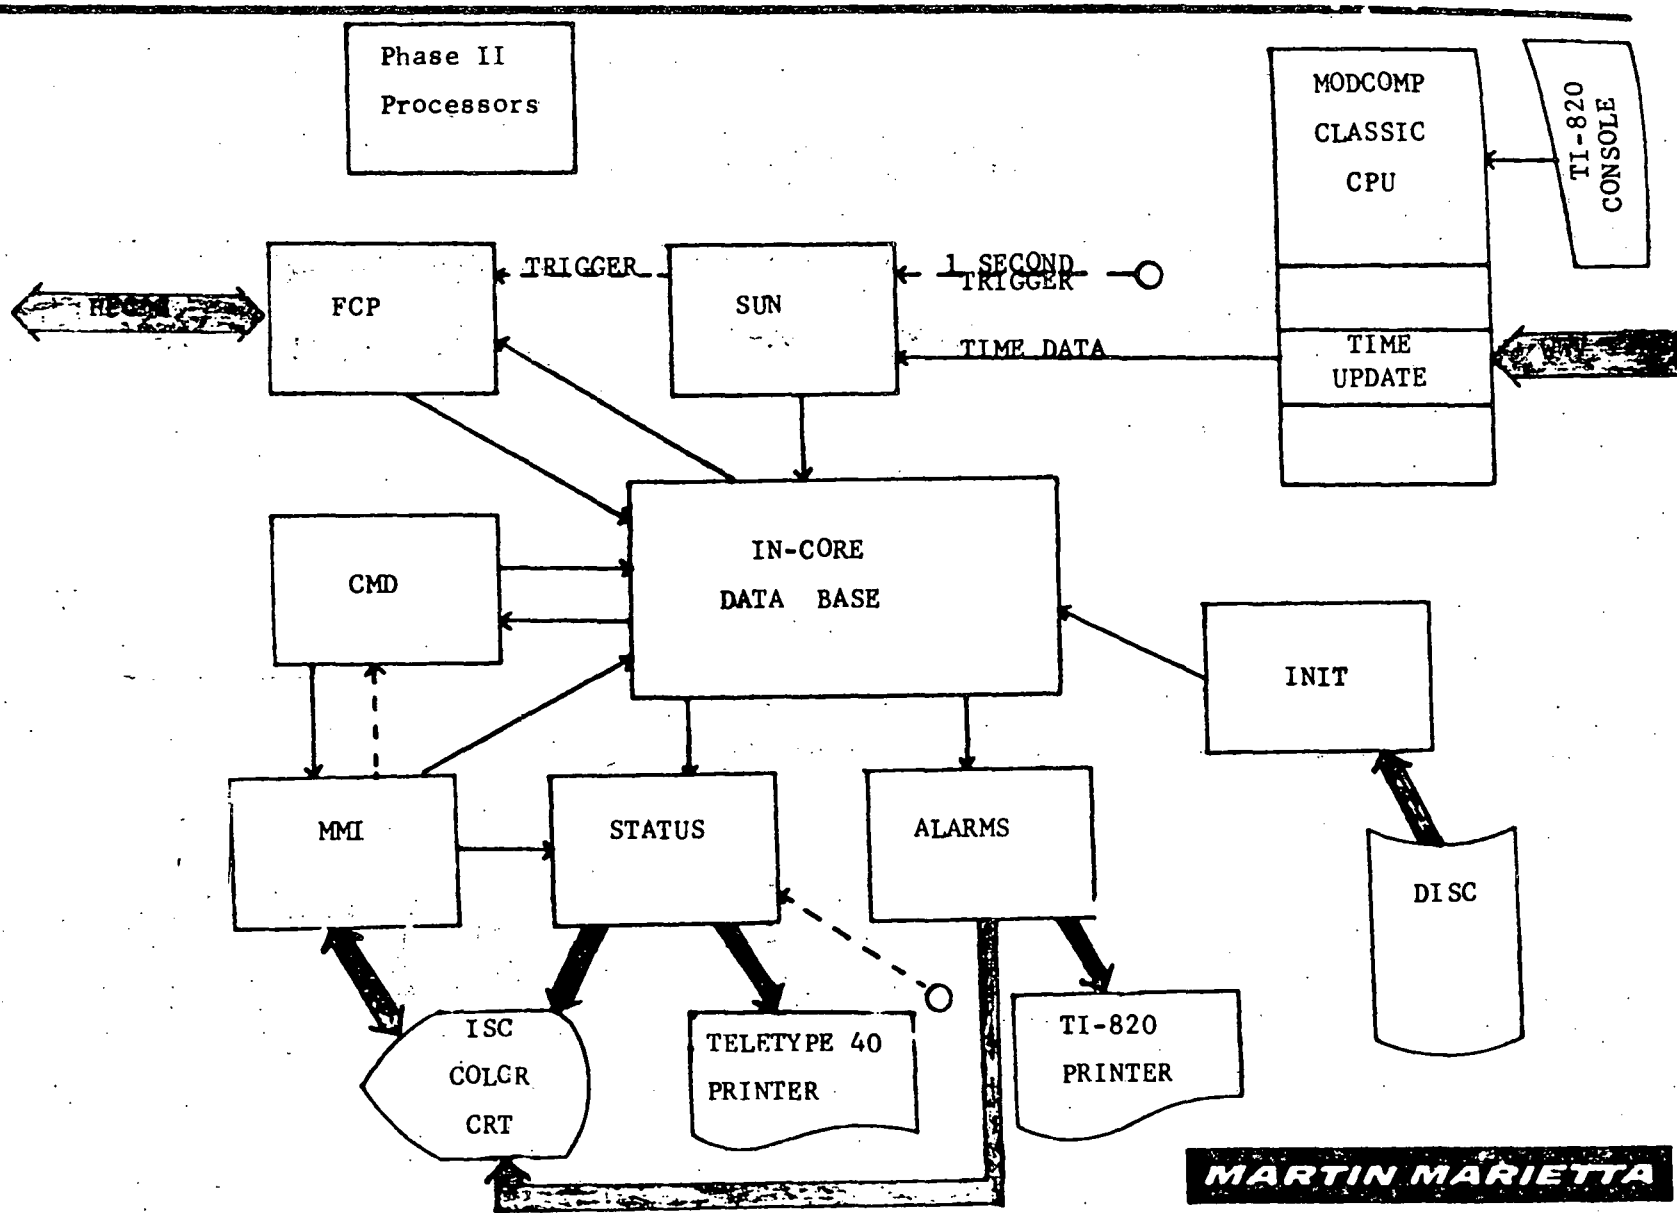 Phase II
Processors
MODCOMP
CLASSIC
CPU
TI-820
CONSOLE
TRIGGER
1 SECOND
TRIGGER
FCP
SUN
TIME DATA
TIME
UPDATE
IN-CORE
DATA BASE
CMD
INIT
MMI
STATUS
ALARMS
DISC
ISC
COLOR
CRT
TELETYPE 40
PRINTER
TI-820
PRINTER
MARTIN MARIETTA